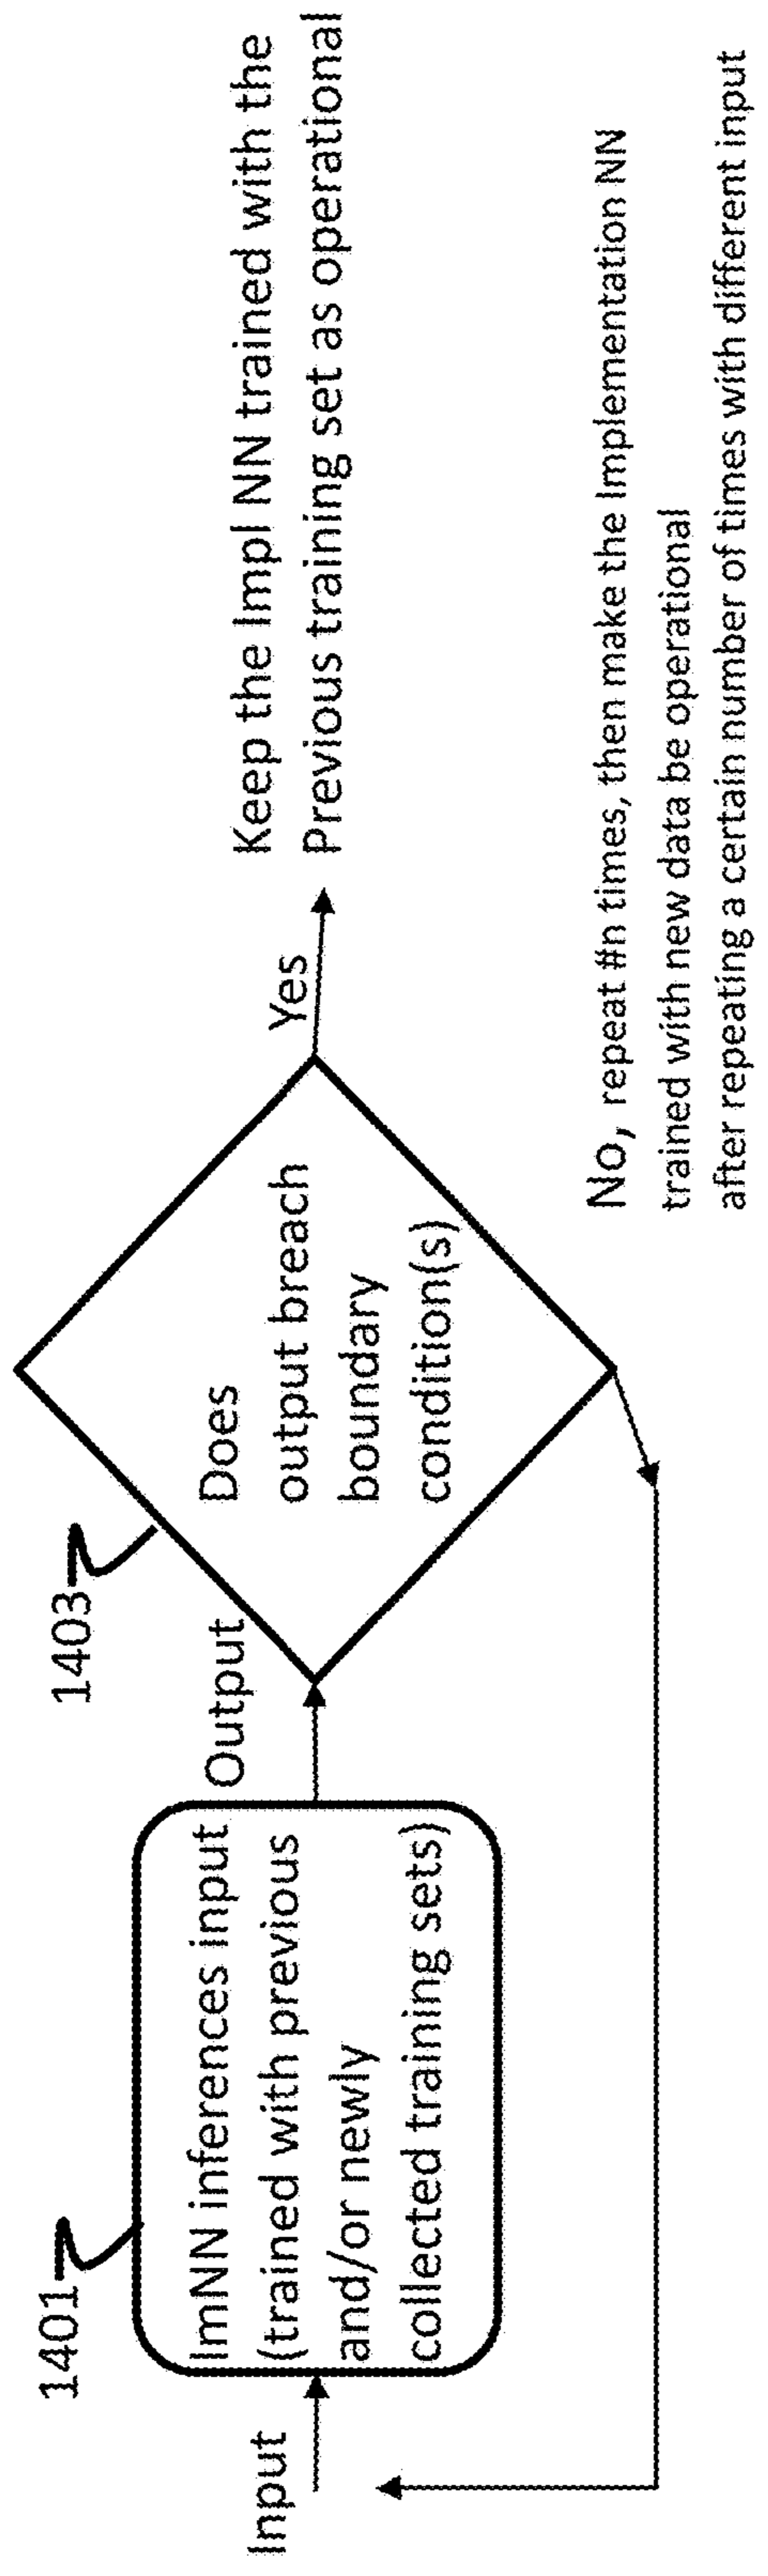 Input
1401
ImNN inferences input
(trained with previous
and/or newly
collected training sets)
Output
1403
Does
output breach
boundary
condition(s)
Yes
Keep the Impl NN trained with the
Previous training set as operational
No, repeat #n times, then make the Implementation NN
trained with new data be operational
after repeating a certain number of times with different input